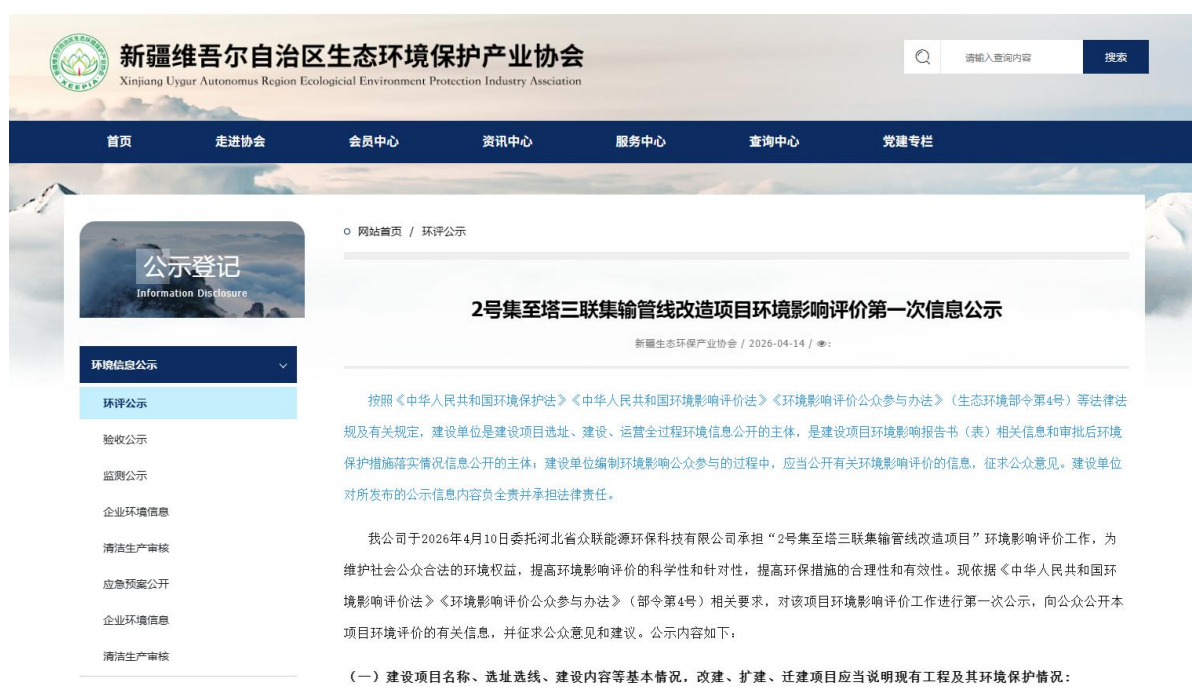 新疆维吾尔自治区生态环境保护产业协会
Xinjiang Uygur Autonomus Region Ecologicial Environment Protection Industry Assciation
XEEPIA
请输入查询内容
搜索
首页 走进协会 会员中心 资讯中心 服务中心 查询中心 党建专栏
公示登记
Information Disclosure
环境信息公示
环评公示
验收公示
监测公示
企业环境信息
清洁生产审核
应急预案公开
企业环境信息
清洁生产审核
网站首页 / 环评公示
2号集至塔三联集输管线改造项目环境影响评价第一次信息公示
新疆生态环保产业协会 / 2026-04-14 / :
按照《中华人民共和国环境保护法》《中华人民共和国环境影响评价法》《环境影响评价公众参与办法》（生态环境部令第4号）等法律法
规及有关规定，建设单位是建设项目选址、建设、运营全过程环境信息公开的主体，是建设项目环境影响报告书（表）相关信息和审批后环境
保护措施落实情况信息公开的主体；建设单位编制环境影响公众参与的过程中，应当公开有关环境影响评价的信息，征求公众意见。建设单位
对所发布的公示信息内容负全责并承担法律责任。
我公司于2026年4月10日委托河北省众联能源环保科技有限公司承担“2号集至塔三联集输管线改造项目”环境影响评价工作，为
维护社会公众合法的环境权益，提高环境影响评价的科学性和针对性，提高环保措施的合理性和有效性。现依据《中华人民共和国环
境影响评价法》《环境影响评价公众参与办法》（部令第4号）相关要求，对该项目环境影响评价工作进行第一次公示，向公众公开本
项目环境评价的有关信息，并征求公众意见和建议。公示内容如下：
（一）建设项目名称、选址选线、建设内容等基本情况，改建、扩建、迁建项目应当说明现有工程及其环境保护情况：